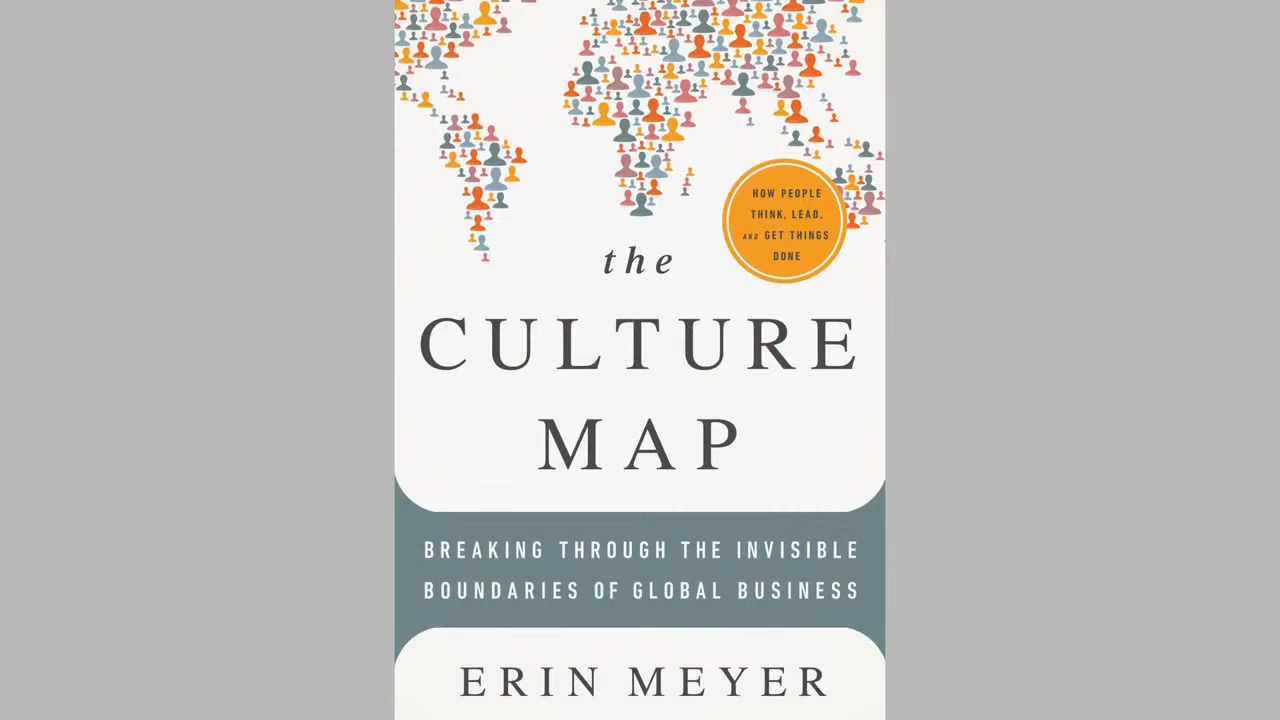 HOW PEOPLE
THINK, LEAD,
AND GET THINGS
DONE
the
CULTURE
MAP
BREAKING THROUGH THE INVISIBLE
BOUNDARIES OF GLOBAL BUSINESS
ERIN MEYER